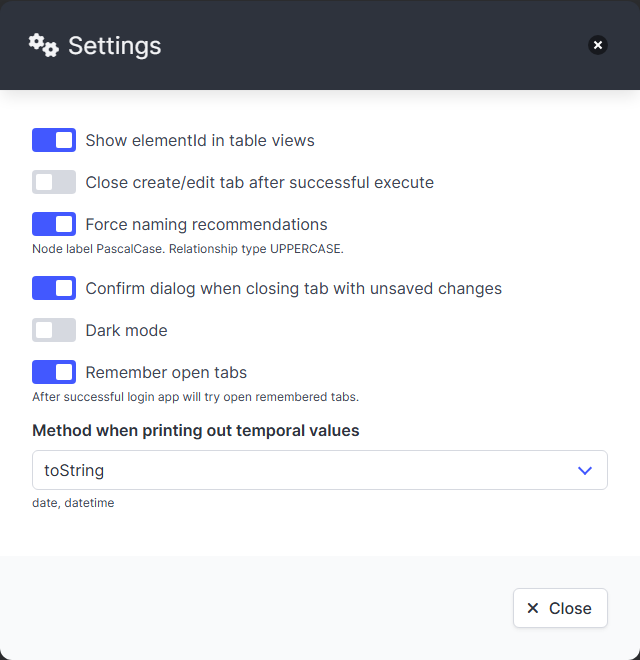 Settings
Show elementId in table views
Close create/edit tab after successful execute
Force naming recommendations
Node label PascalCase. Relationship type UPPERCASE.
Confirm dialog when closing tab with unsaved changes
Dark mode
Remember open tabs
After successful login app will try open remembered tabs.
Method when printing out temporal values
toString
date, datetime
Close